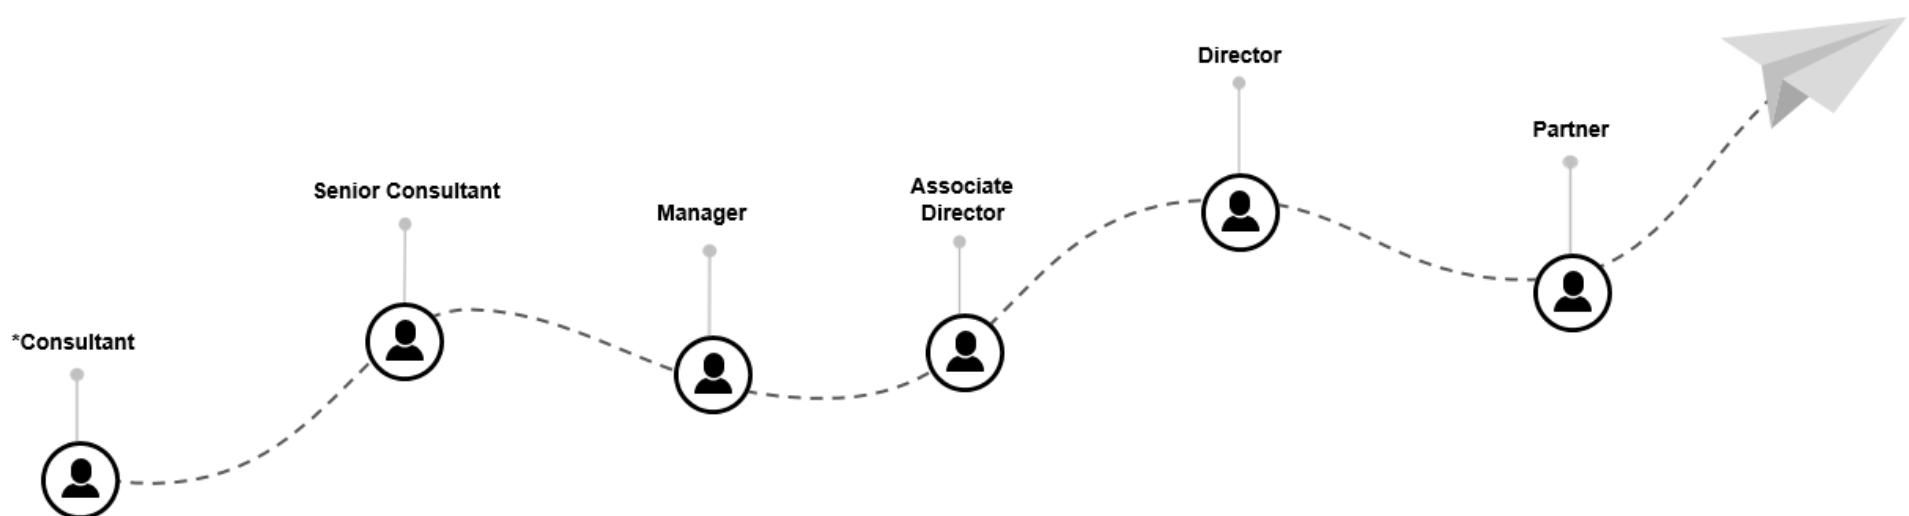 *Consultant
Senior Consultant
Manager
Associate
Director
Director
Partner